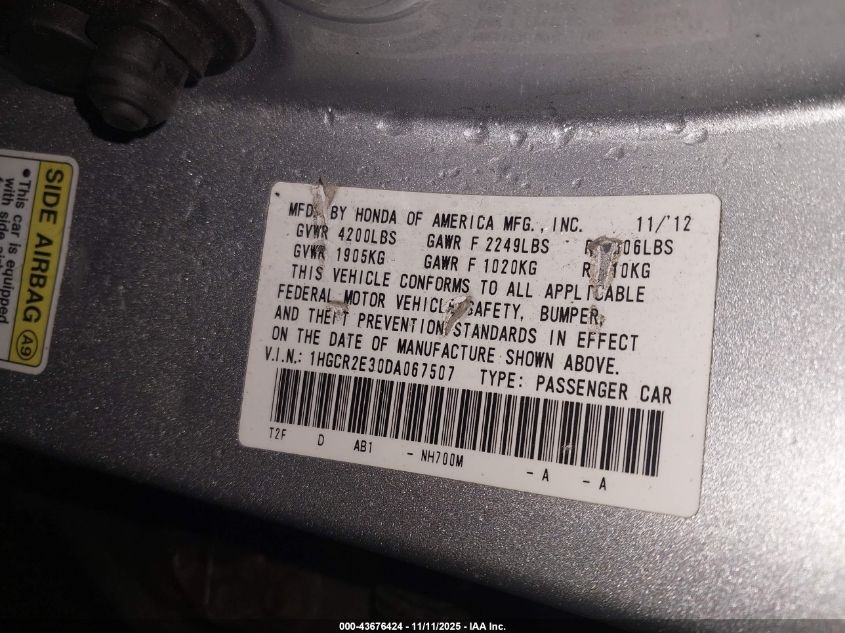 SIDE AIRBAG A9
• This car is equipped
with side
MFD. BY HONDA OF AMERICA MFG., INC. 11/'12
GVWR 4200LBS GAWR F 2249LBS
GVWR 1905KG GAWR F 1020KG
THIS VEHICLE CONFORMS TO ALL APPLICABLE
FEDERAL MOTOR VEHICLE SAFETY, BUMPER,
AND THEFT PREVENTION STANDARDS IN EFFECT
ON THE DATE OF MANUFACTURE SHOWN ABOVE.
V.I.N.: 1HGCR2E30DA067507 TYPE: PASSENGER CAR
T2F D AB1 - NH700M - A - A
000-43676424 - 11/11/2025 - IAA Inc.